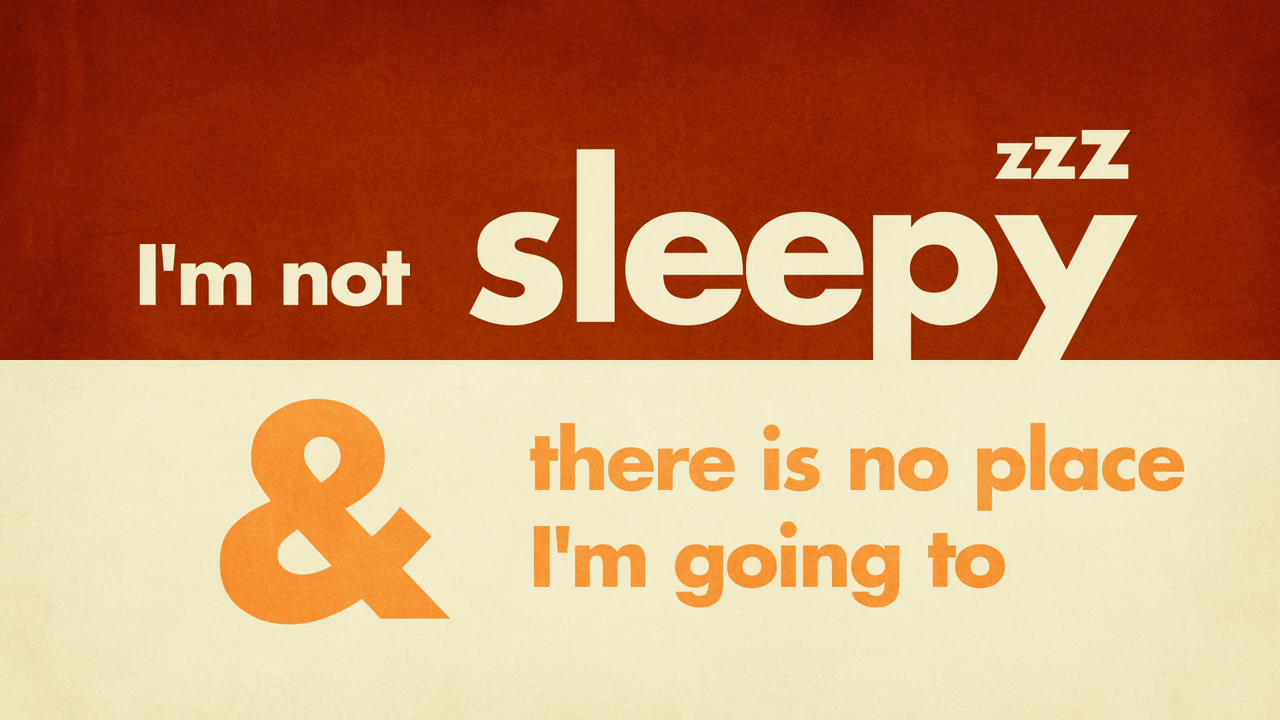 zzz
I'm not sleepy
&
there is no place
I'm going to